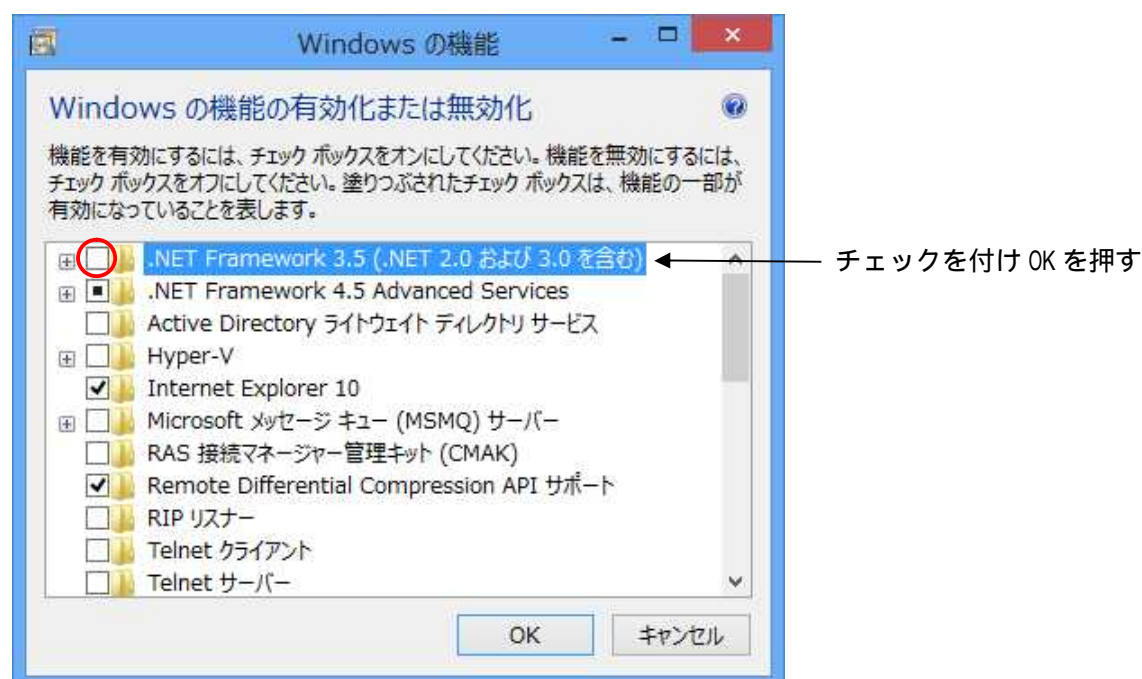 Windows の機能
Windows の機能の有効化または無効化
機能を有効にするには、チェック ボックスをオンにしてください。機能を無効にするには、
チェック ボックスをオフにしてください。塗りつぶされたチェック ボックスは、機能の一部が
有効になっていることを表します。
.NET Framework 3.5 (.NET 2.0 および 3.0 を含む)
チェックを付け OK を押す
.NET Framework 4.5 Advanced Services
Active Directory ライトウェイト ディレクトリ サービス
Hyper-V
Internet Explorer 10
Microsoft メッセージ キュー (MSMQ) サーバー
RAS 接続マネージャー管理キット (CMAK)
Remote Differential Compression API サポート
RIP リスナー
Telnet クライアント
Telnet サーバー
OK
キャンセル